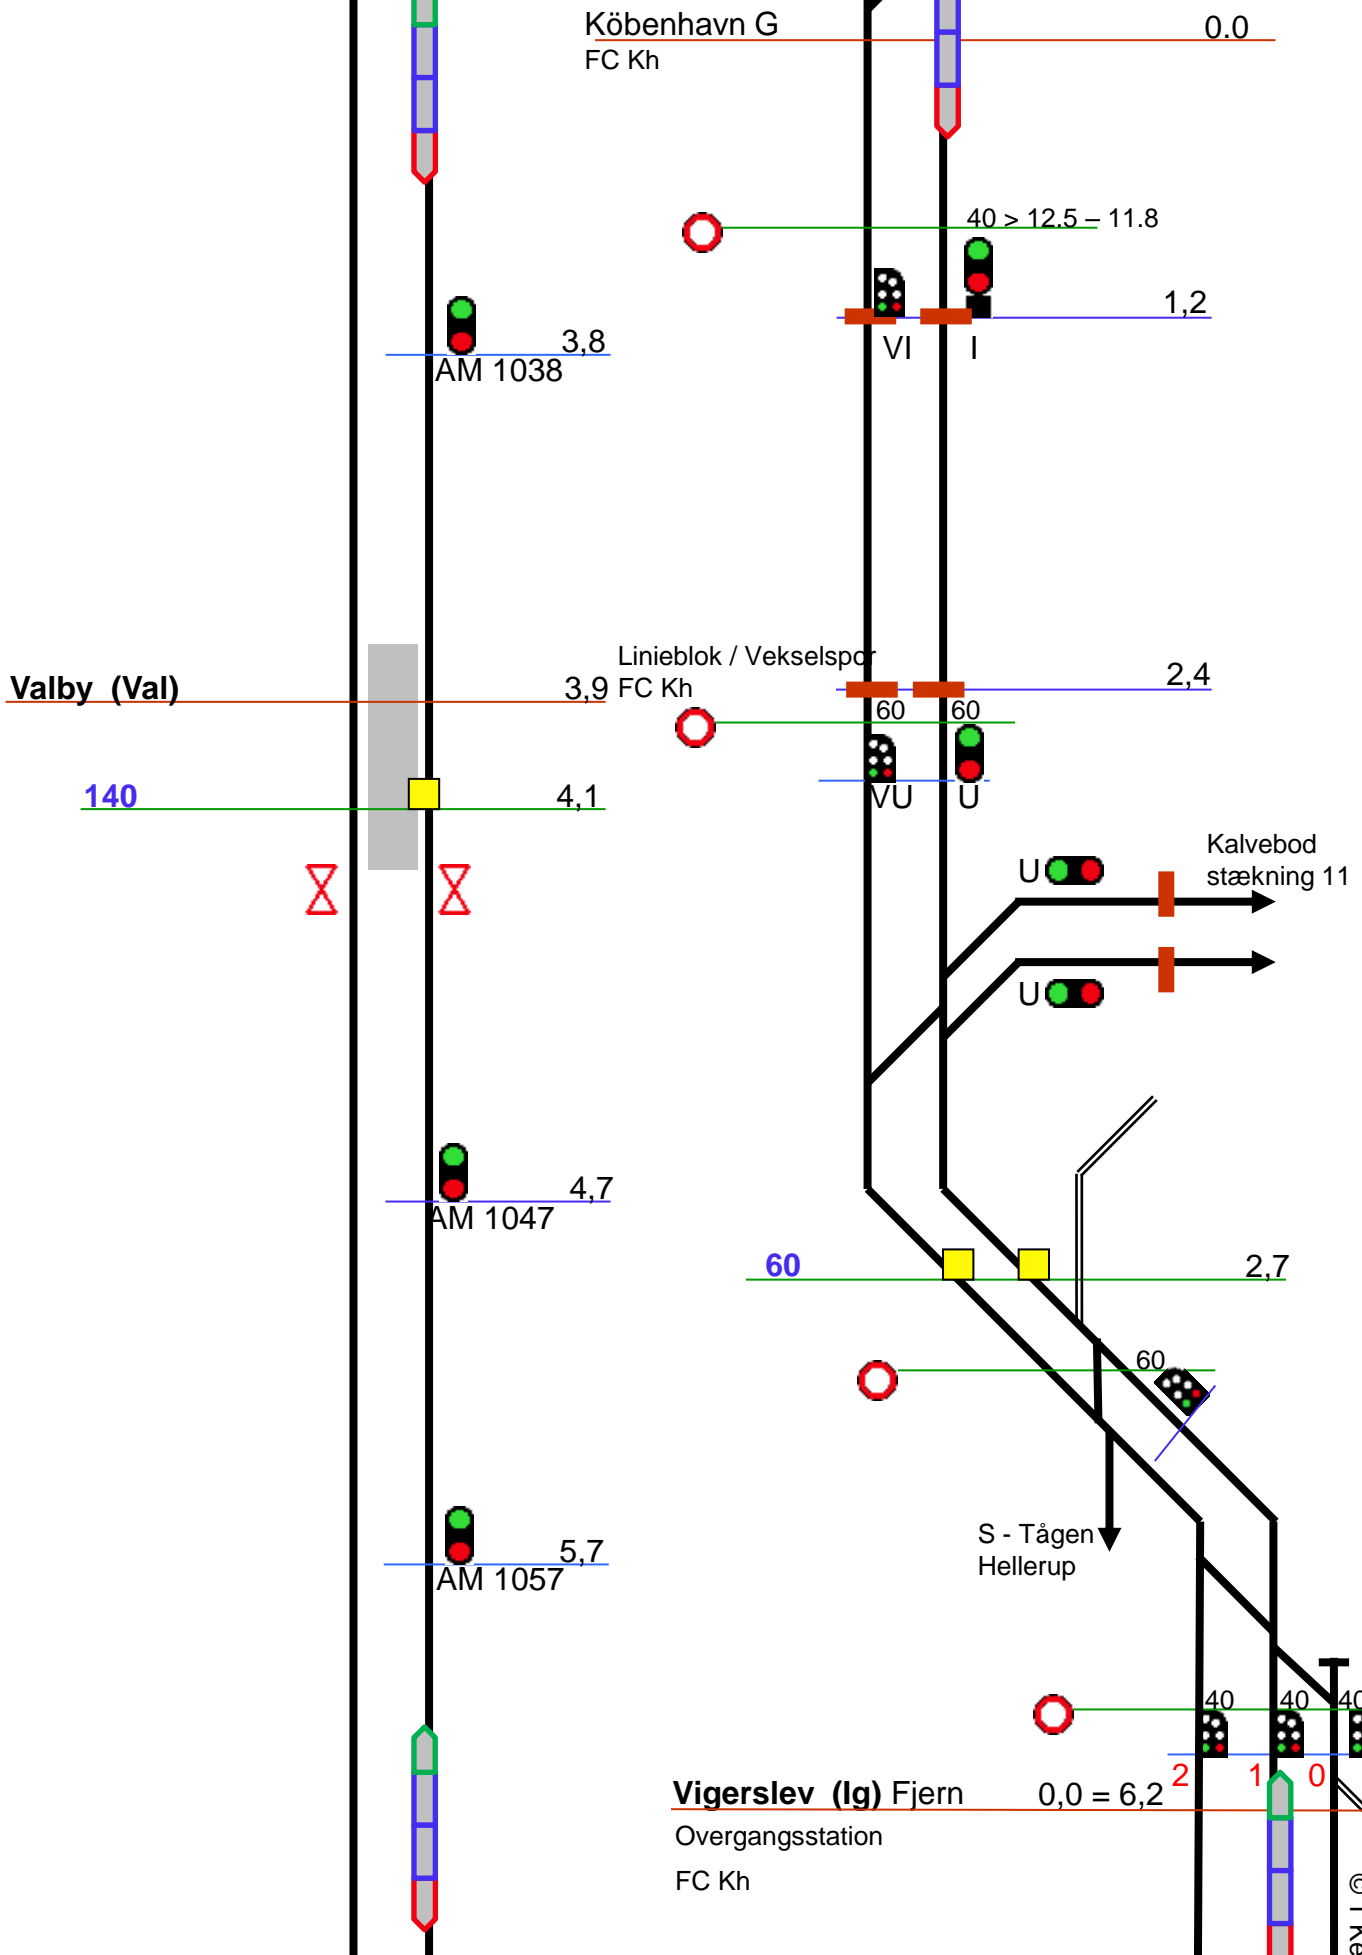 Köbenhavn G
0.0
FC Kh
40 > 12.5 – 11.8
1,2
VI
I
3,8
AM 1038
Linieblok / Vekselspor
FC Kh
2,4
Valby (Val)
3,9
60
60
140
4,1
VU
U
Kalvebod
stækning 11
U
U
4,7
AM 1047
60
2,7
60
S - Tågen
Hellerup
5,7
AM 1057
40
40
40
2
1
0
Vigerslev (Ig) Fjern
0,0 = 6,2
Overgangsstation
FC Kh